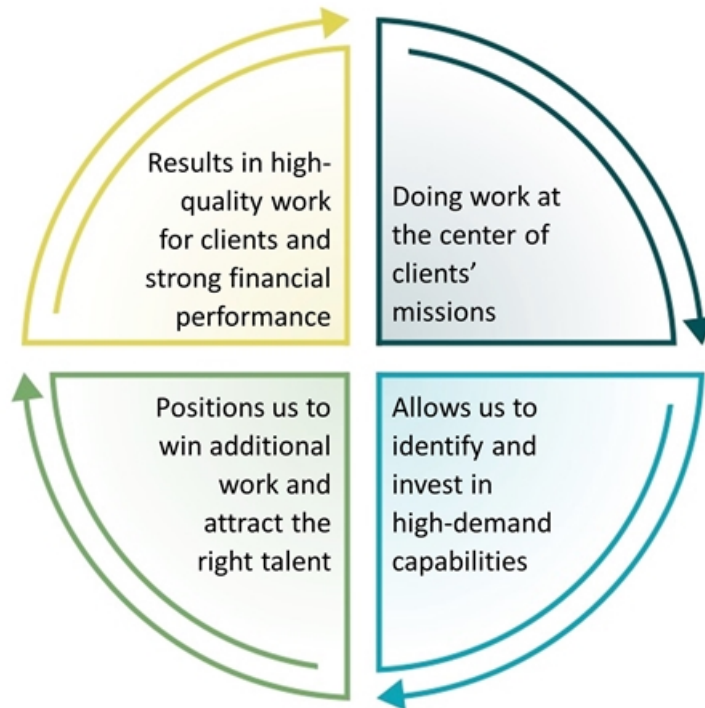 Doing work at
the center of
clients’
missions
Allows us to
identify and
invest in
high-demand
capabilities
Positions us to
win additional
work and
attract the
right talent
Results in high-
quality work
for clients and
strong financial
performance